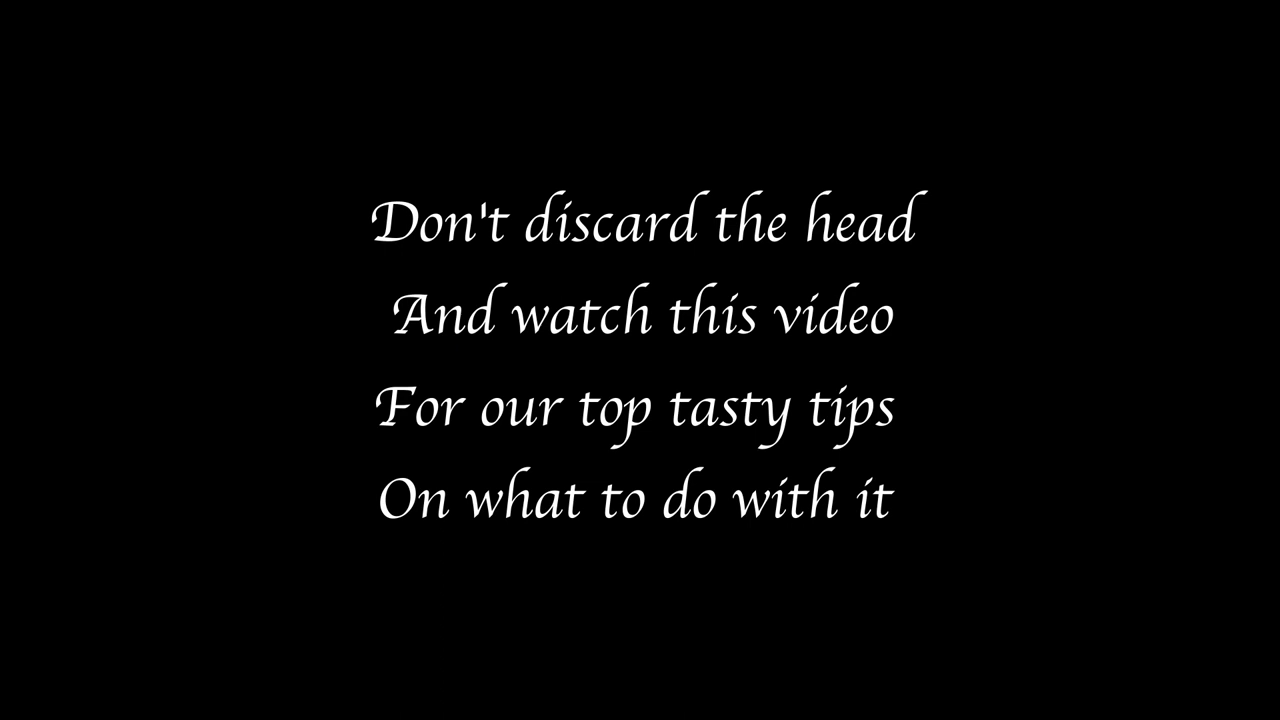 Don't discard the head
And watch this video
For our top tasty tips
On what to do with it